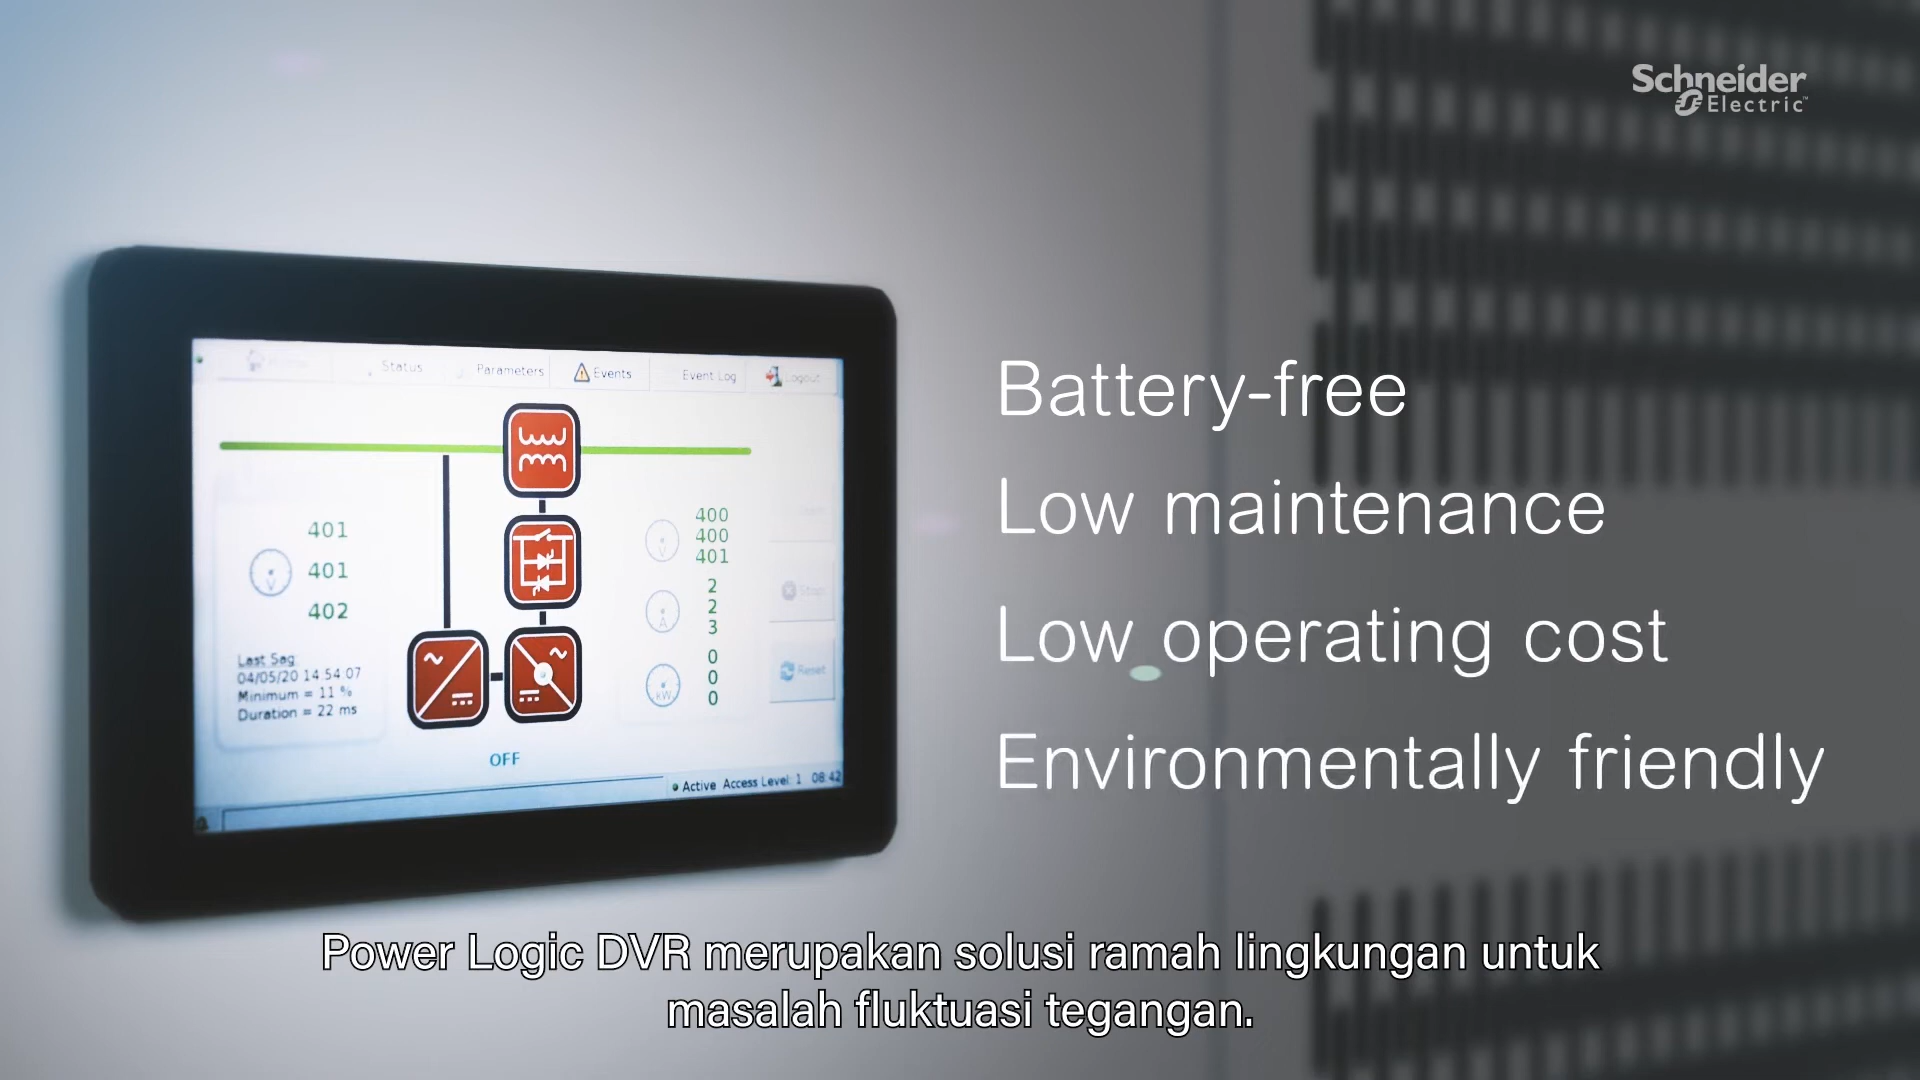 Schneider
Electric
Status
Parameters
Events
Event Log
Logout
401
401
402
V
Last Sag:
04/05/20 14:54:07
Minimum = 11 %
Duration = 22 ms
400
400
401
V
2
2
3
A
0
0
0
kW
Stop
Reset
OFF
Active Access Level: 1 08:42
Battery-free
Low maintenance
Low operating cost
Environmentally friendly
Power Logic DVR merupakan solusi ramah lingkungan untuk
masalah fluktuasi tegangan.